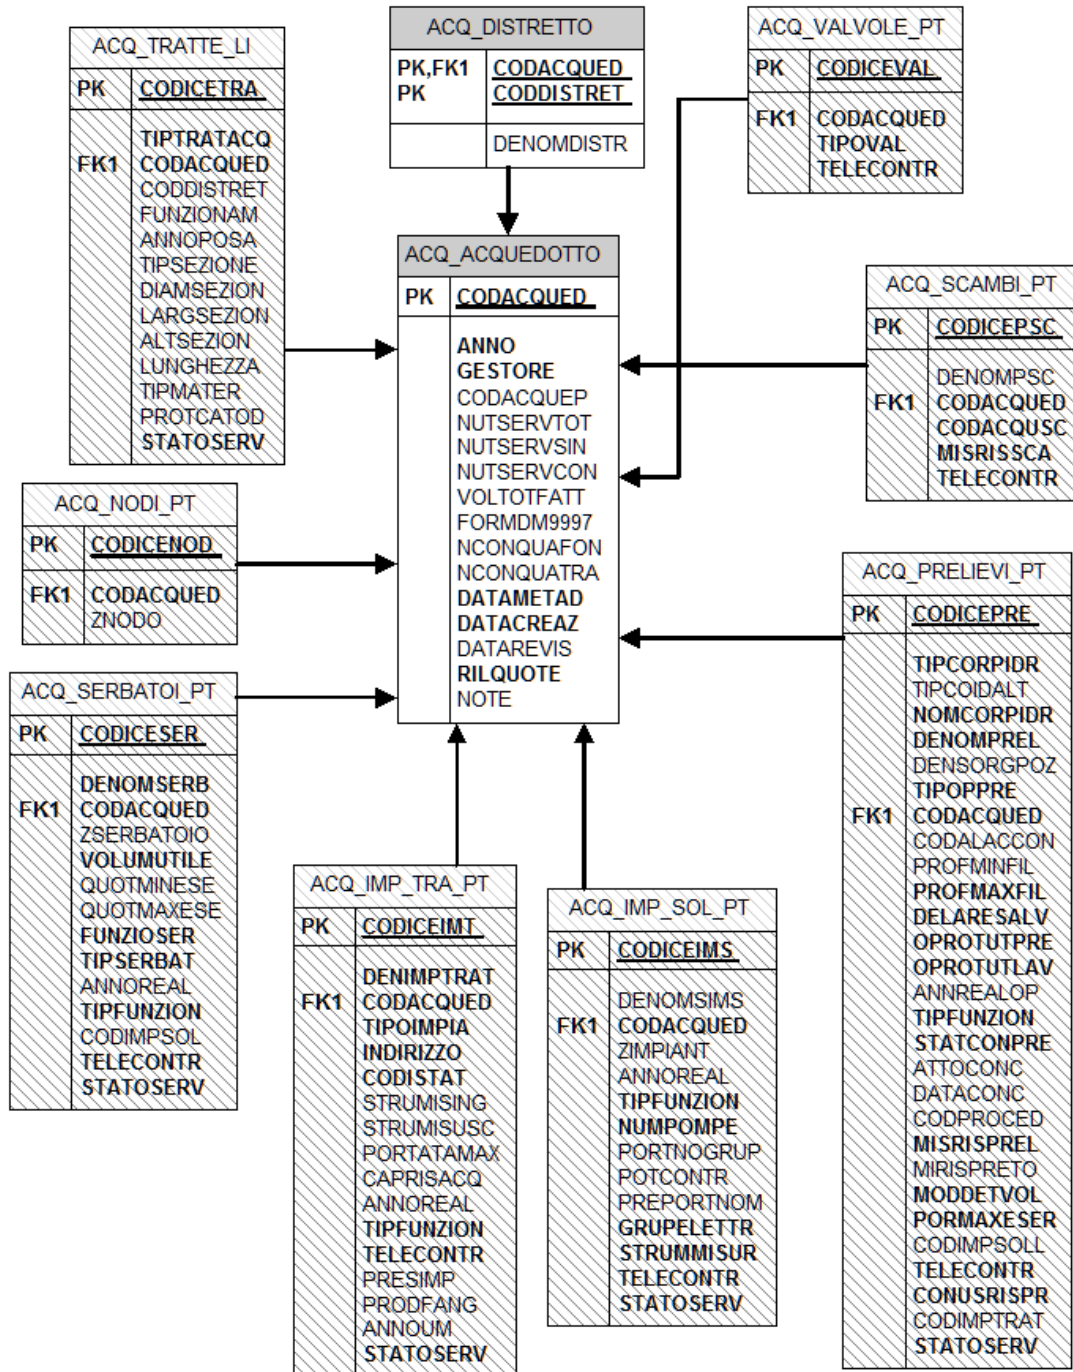 ACQ_TRATTE_LI
PK CODICETRA
TIPTRATACQ
FK1 CODACQUED
CODDISTRET
FUNZIONAM
ANNOPOSA
TIPSEZIONE
DIAMSEZION
LARGSEZION
ALTSEZION
LUNGHEZZA
TIPMATER
PROTCATOD
STATOSERV
ACQ_DISTRETTO
PK,FK1 CODACQUED
PK CODDISTRET
DENOMDISTR
ACQ_VALVOLE_PT
PK CODICEVAL
FK1 CODACQUED
TIPOVAL
TELECONTR
ACQ_ACQUEDOTTO
PK CODACQUED
ANNO
GESTORE
CODACQUEP
NUTSERVTOT
NUTSERVSIN
NUTSERVCON
VOLTOTFATT
FORMDM9997
NCONQUAFON
NCONQUATRA
DATAMETAD
DATACREAZ
DATAREVIS
RILQUOTE
NOTE
ACQ_SCAMBI_PT
PK CODICEPSC
DENOMPSC
FK1 CODACQUED
CODACQUSC
MISRISSCA
TELECONTR
ACQ_NODI_PT
PK CODICENOD
FK1 CODACQUED
ZNODO
ACQ_SERBATOI_PT
PK CODICESER
DENOMSERB
FK1 CODACQUED
ZSERBATOIO
VOLUMUTILE
QUOTMINESE
QUOTMAXESE
FUNZIOSER
TIPSERBAT
ANNOREAL
TIPFUNZION
CODIMPSOL
TELECONTR
STATOSERV
ACQ_IMP_TRA_PT
PK CODICEIMT
DENIMPTRAT
FK1 CODACQUED
TIPOIMPIA
INDIRIZZO
CODISTAT
STRUMISING
STRUMISUSC
PORTATAMAX
CAPRISACQ
ANNOREAL
TIPFUNZION
TELECONTR
PRESIMP
PRODFANG
ANNOUM
STATOSERV
ACQ_IMP_SOL_PT
PK CODICEIMS
DENOMSIMS
FK1 CODACQUED
ZIMPIANT
ANNOREAL
TIPFUNZION
NUMPOMPE
PORTNOGRUP
POTCONTR
PREPORTNOM
GRUPELETTR
STRUMMISUR
TELECONTR
STATOSERV
ACQ_PRELIEVI_PT
PK CODICEPRE
TIPCORPIDR
TIPCOIDALT
NOMCORPIDR
DENOMPREL
DENSORGPOZ
TIPOPPRE
FK1 CODACQUED
CODALACCON
PROFMINFIL
PROFMAXFIL
DELARESALV
OPROTUTPRE
OPROTUTLAV
ANNREALOP
TIPFUNZION
STATCONPRE
ATTOCONC
DATACONC
CODPROCED
MISRISPREL
MIRISPRETO
MODDETVOL
PORMAXESER
CODIMPSOLL
TELECONTR
CONUSRISPR
CODIMPTRAT
STATOSERV